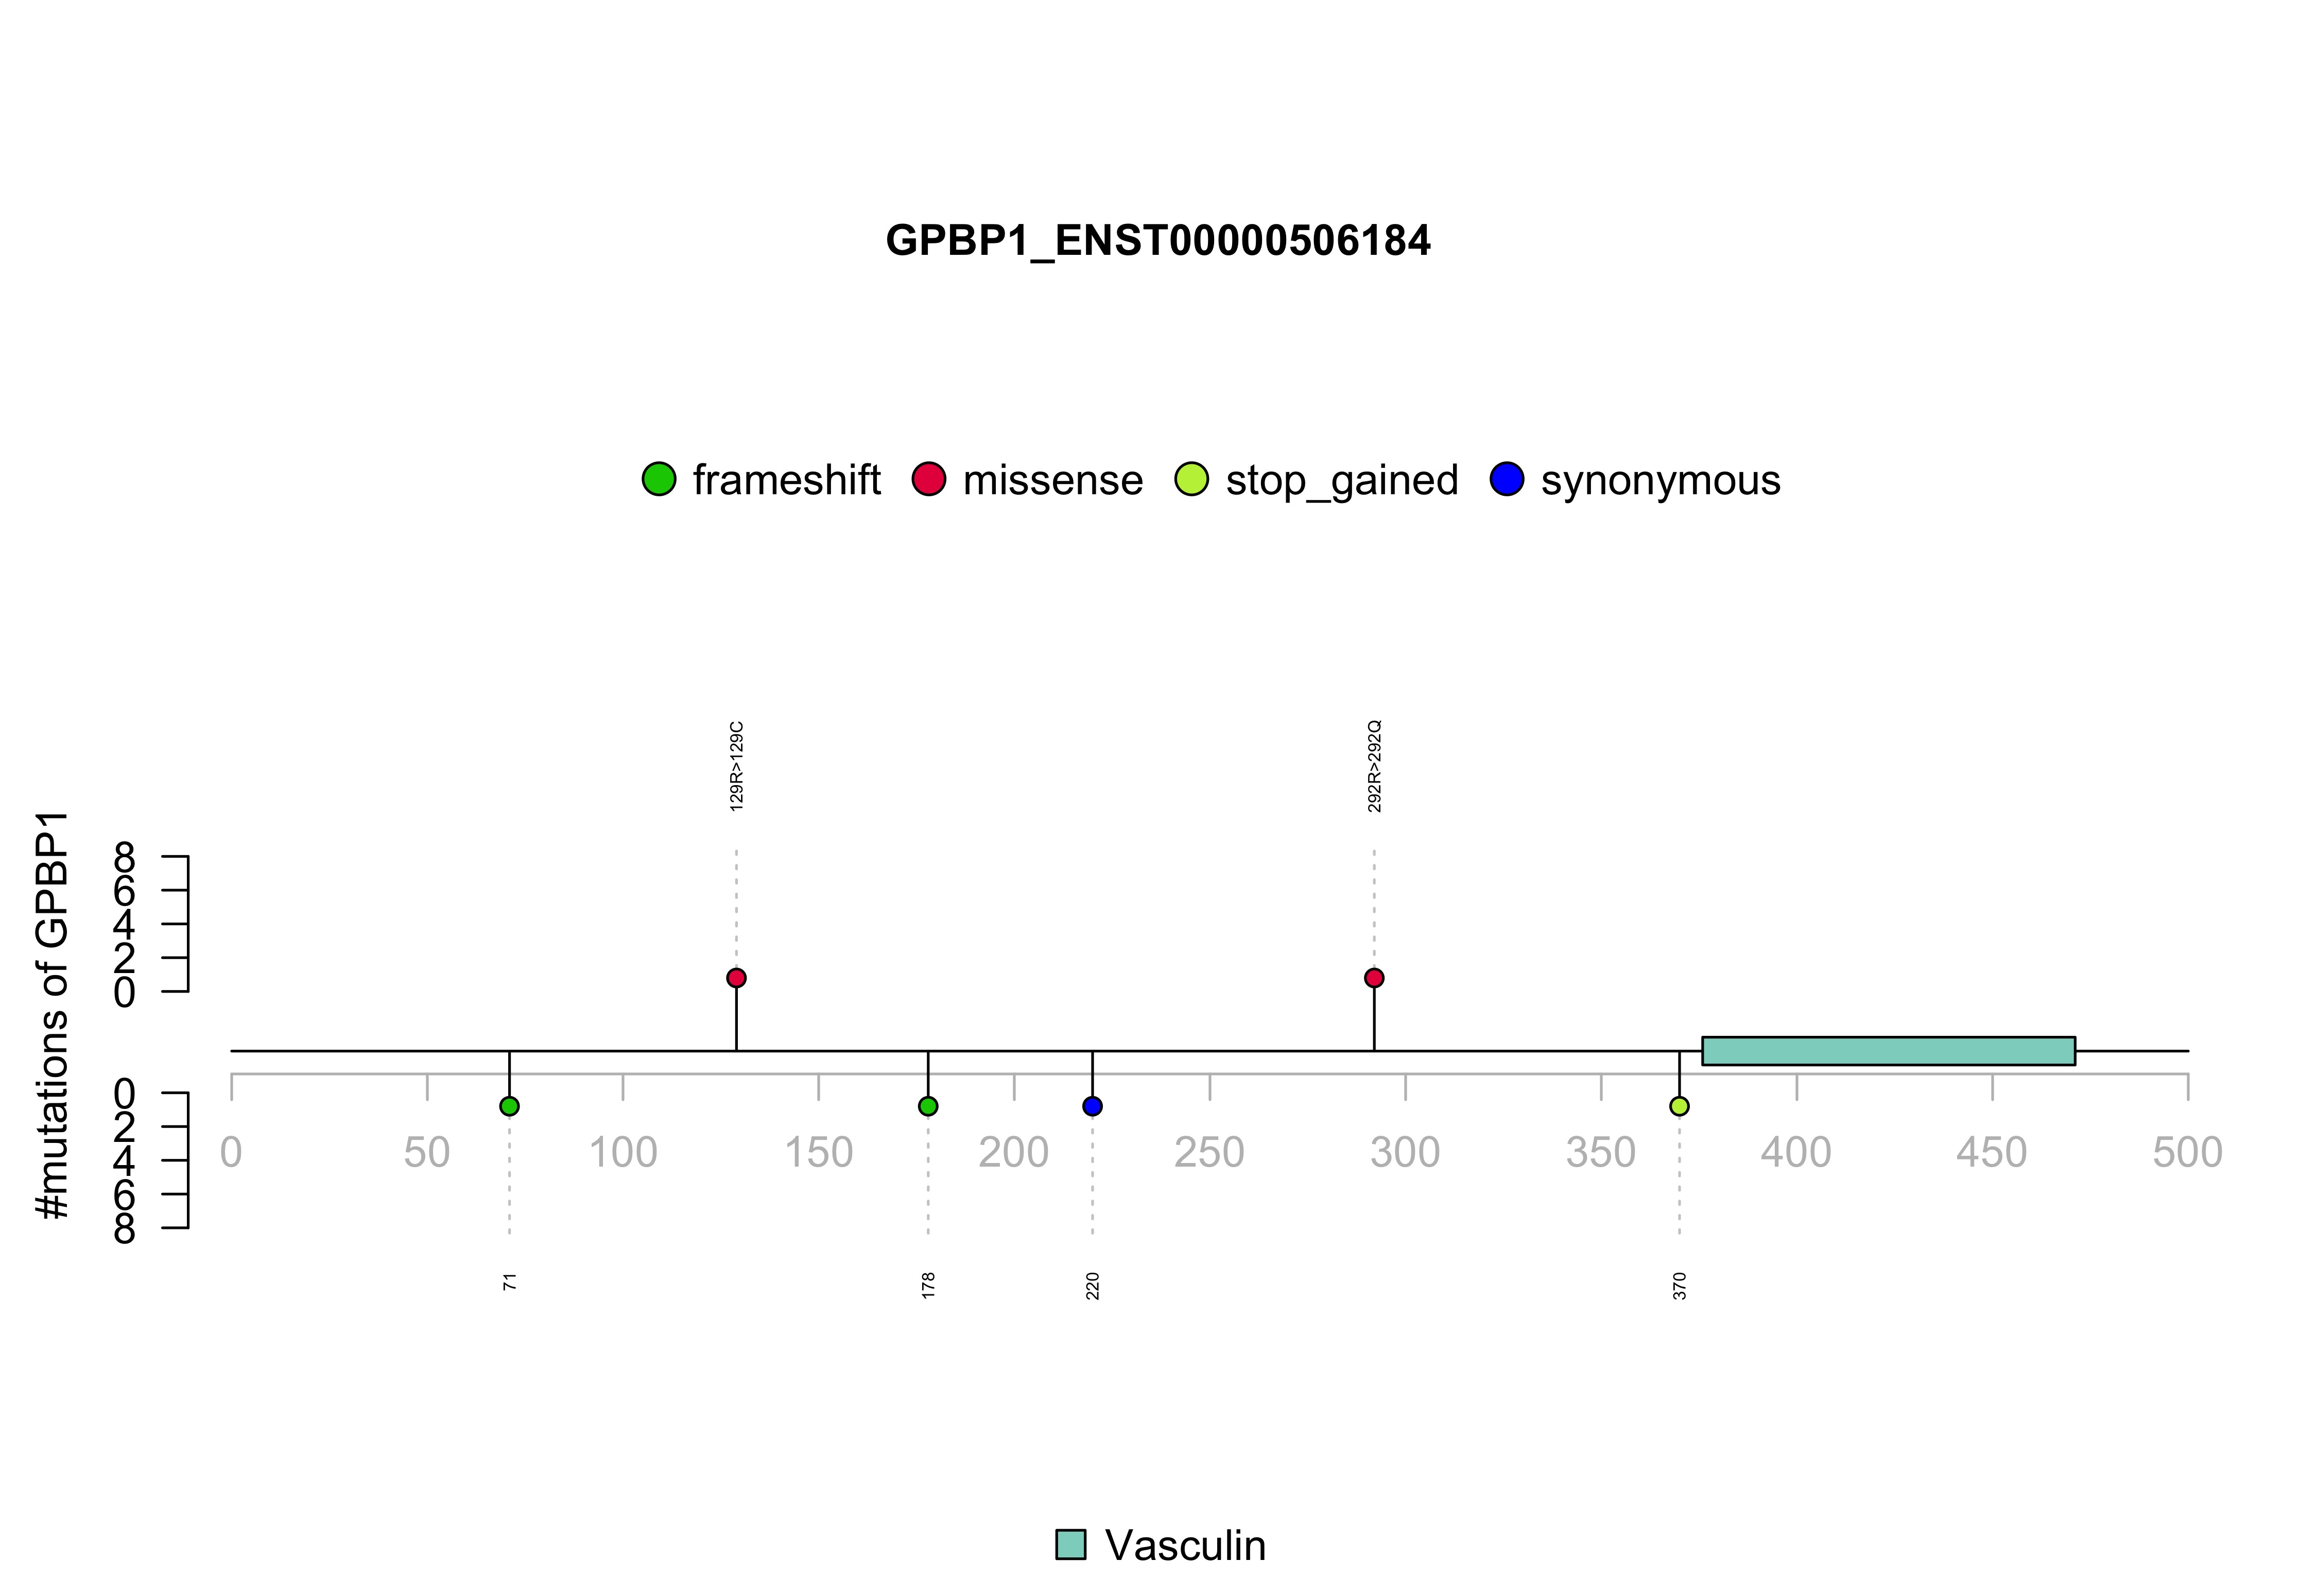 GPBP1_ENST00000506184
frameshift missense stop_gained synonymous
129R>129C 292R>292Q
#mutations of GPBP1
8
6
4
2
0
0
2
4
6
8
0 50 100 150 200 250 300 350 400 450 500
71 178 220 370
Vasculin